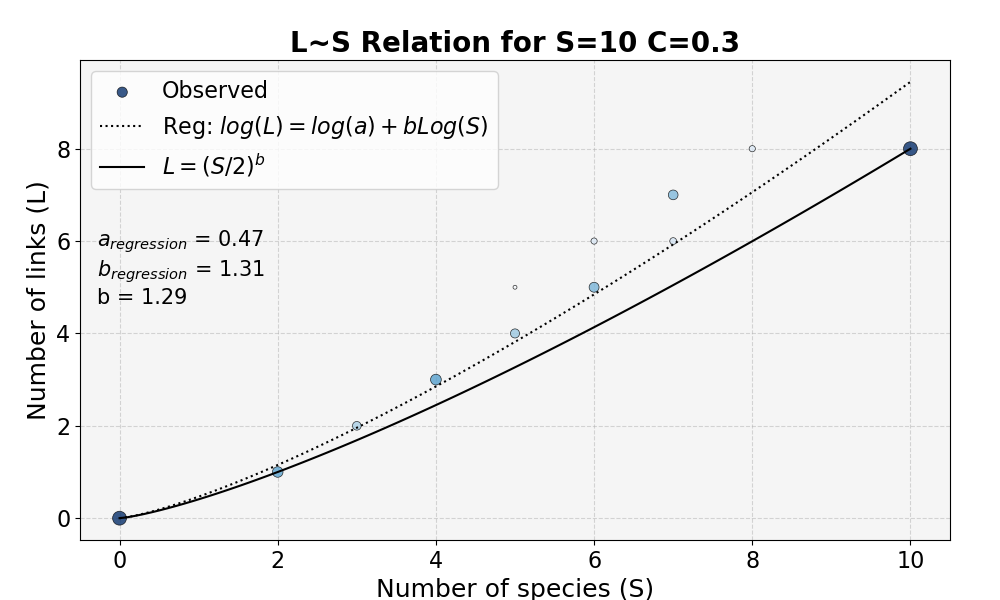 L~S Relation for S=10 C=0.3
Observed
Reg: log(L) = log(a) + bLog(S)
L = (S/2)^b
a_regression = 0.47
b_regression = 1.31
b = 1.29
Number of links (L)
8
6
4
2
0
0 2 4 6 8 10
Number of species (S)